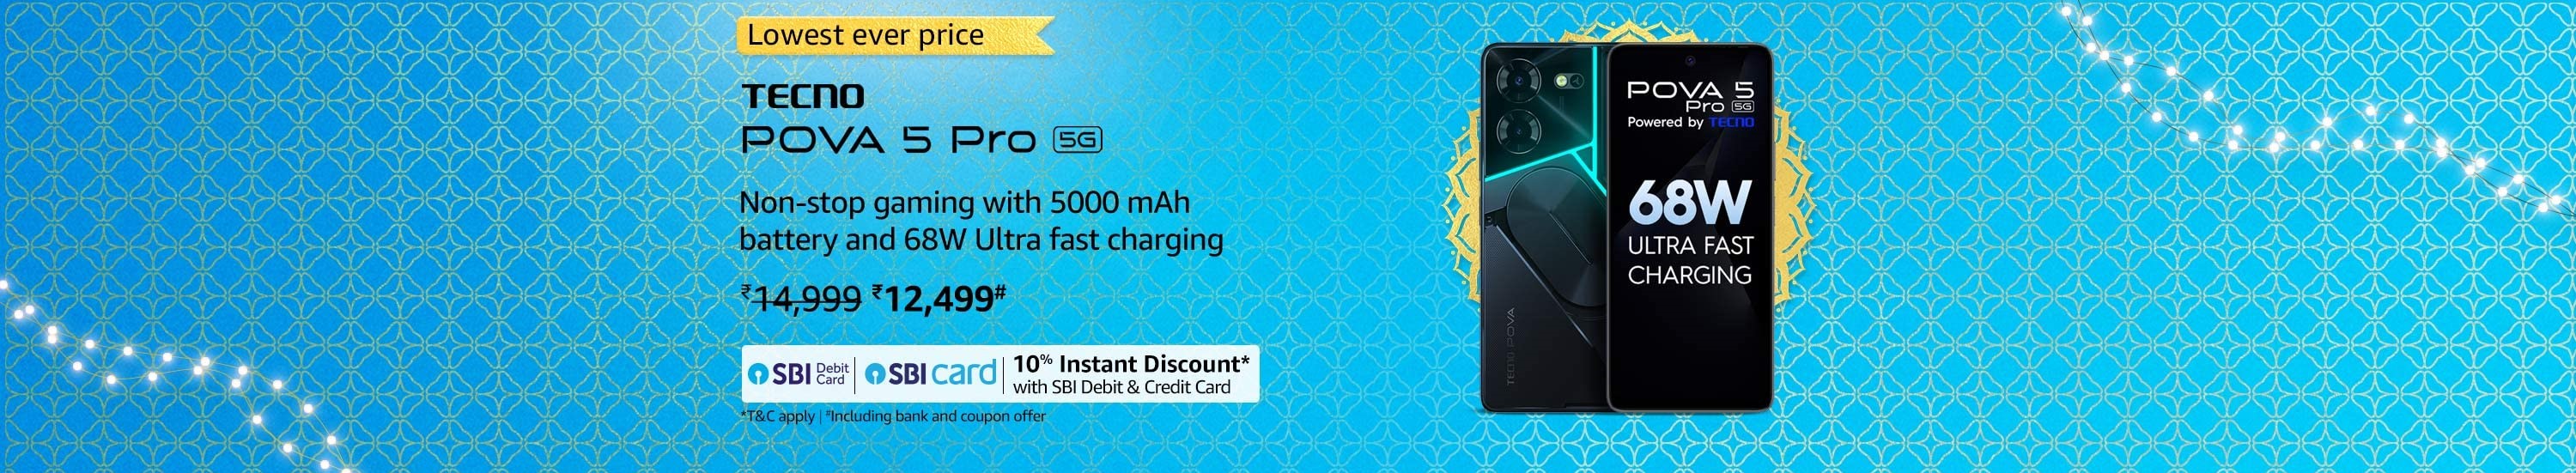 Lowest ever price
TECNO
POVA 5 Pro 5G
Non-stop gaming with 5000 mAh
battery and 68W Ultra fast charging
₹14,999 ₹12,499#
SBI Debit Card | SBI card | 10% Instant Discount*
with SBI Debit & Credit Card
*T&C apply | #Including bank and coupon offer
TECNO POVA
POVA 5
Pro 5G
Powered by TECNO
68W
ULTRA FAST
CHARGING